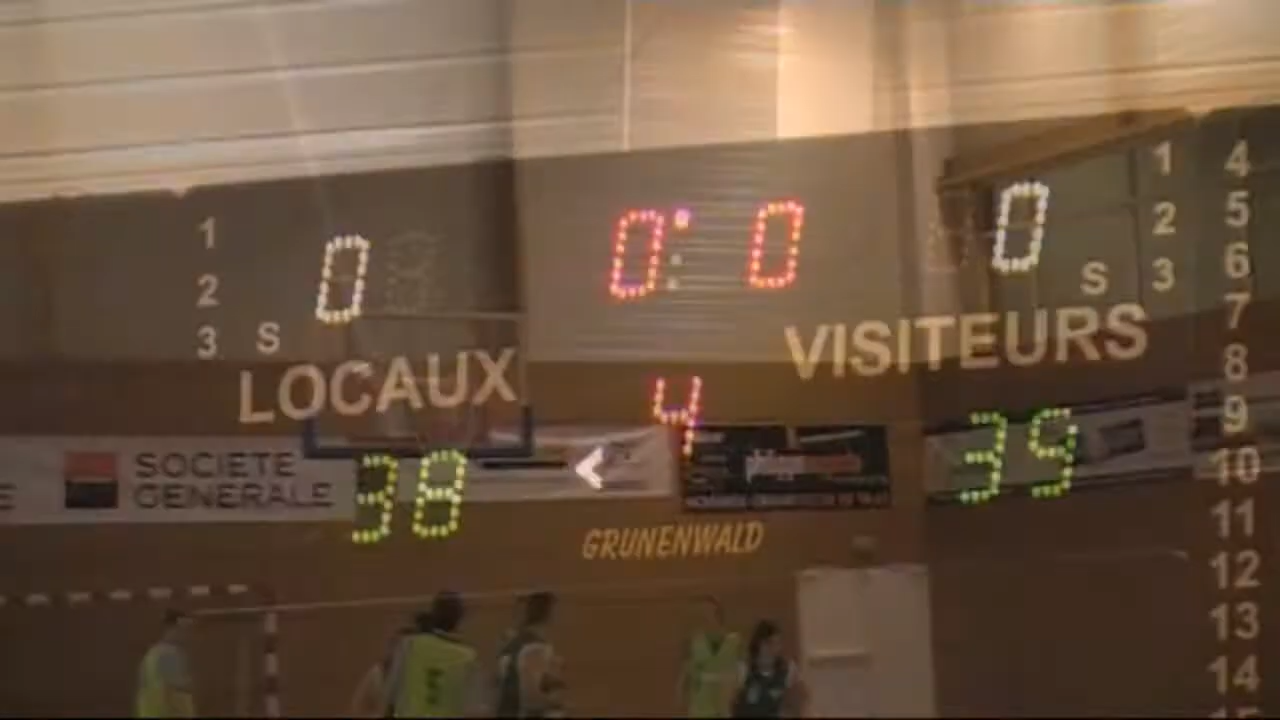 1 2 3 S 0
0:0
0 S 1 2 3
4 5 6 7 8 9 10 11 12 13 14
LOCAUX
VISITEURS
4
38
39
SOCIETE
GENERALE
GRUNENWALD